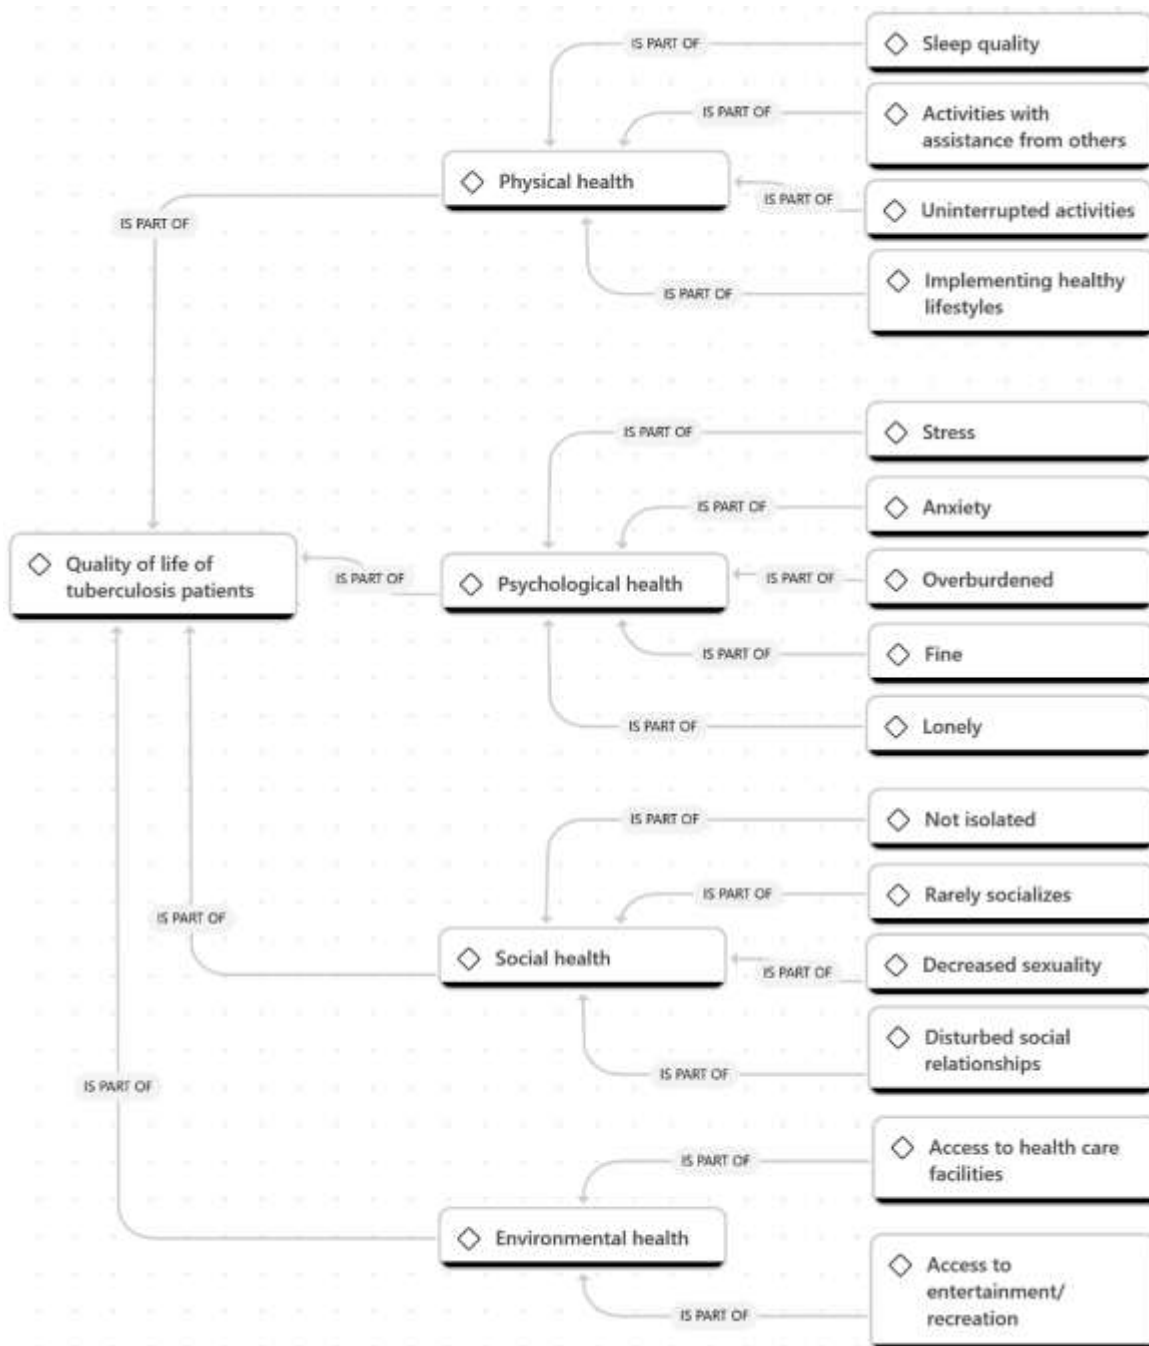 IS PART OF
Sleep quality
IS PART OF
Activities with
assistance from others
Physical health
IS PART OF
Uninterrupted activities
IS PART OF
IS PART OF
Implementing healthy
lifestyles
IS PART OF
Stress
IS PART OF
Anxiety
Quality of life of
tuberculosis patients
IS PART OF
Psychological health
IS PART OF
Overburdened
IS PART OF
Fine
IS PART OF
Lonely
IS PART OF
Not isolated
IS PART OF
Rarely socializes
IS PART OF
Social health
IS PART OF
Decreased sexuality
IS PART OF
Disturbed social
relationships
IS PART OF
IS PART OF
Access to health care
facilities
Environmental health
IS PART OF
Access to
entertainment/
recreation